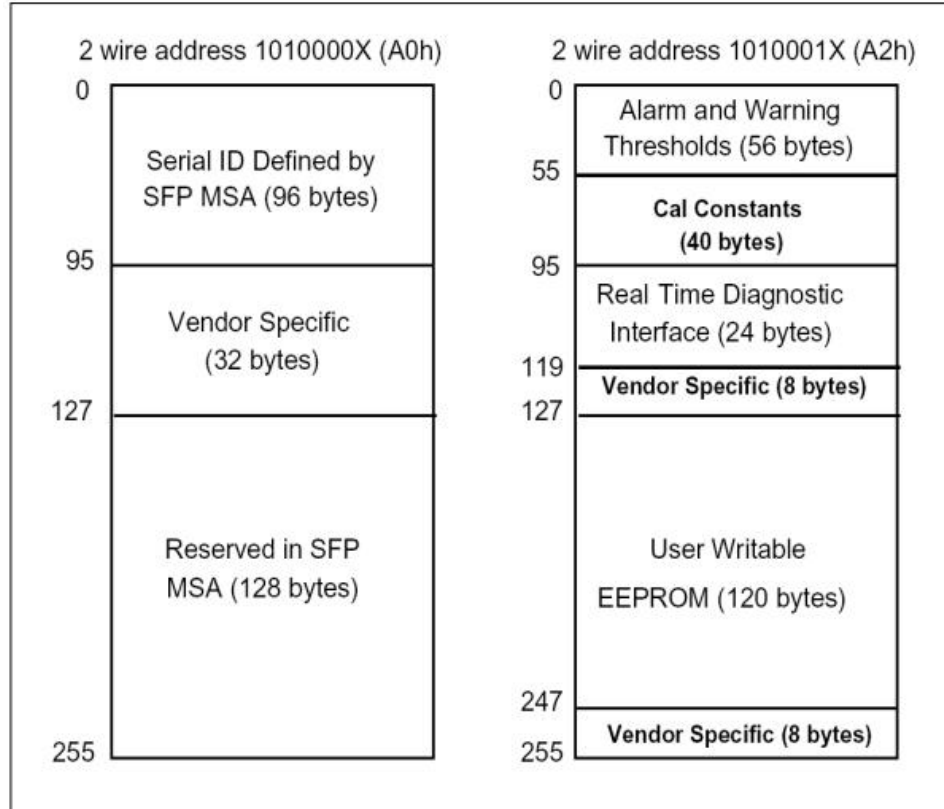 2 wire address 1010000X (A0h)
0
Serial ID Defined by
SFP MSA (96 bytes)
95
Vendor Specific
(32 bytes)
127
Reserved in SFP
MSA (128 bytes)
255
2 wire address 1010001X (A2h)
0
Alarm and Warning
Thresholds (56 bytes)
55
Cal Constants
(40 bytes)
95
Real Time Diagnostic
Interface (24 bytes)
119
Vendor Specific (8 bytes)
127
User Writable
EEPROM (120 bytes)
247
Vendor Specific (8 bytes)
255